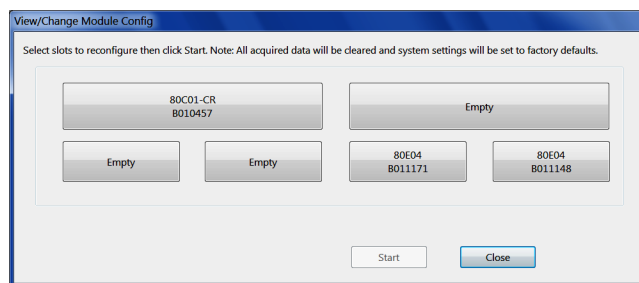 View/Change Module Config
Select slots to reconfigure then click Start. Note: All acquired data will be cleared and system settings will be set to factory defaults.
80C01-CR
B010457
Empty
Empty
Empty
80E04
B011171
80E04
B011148
Start
Close